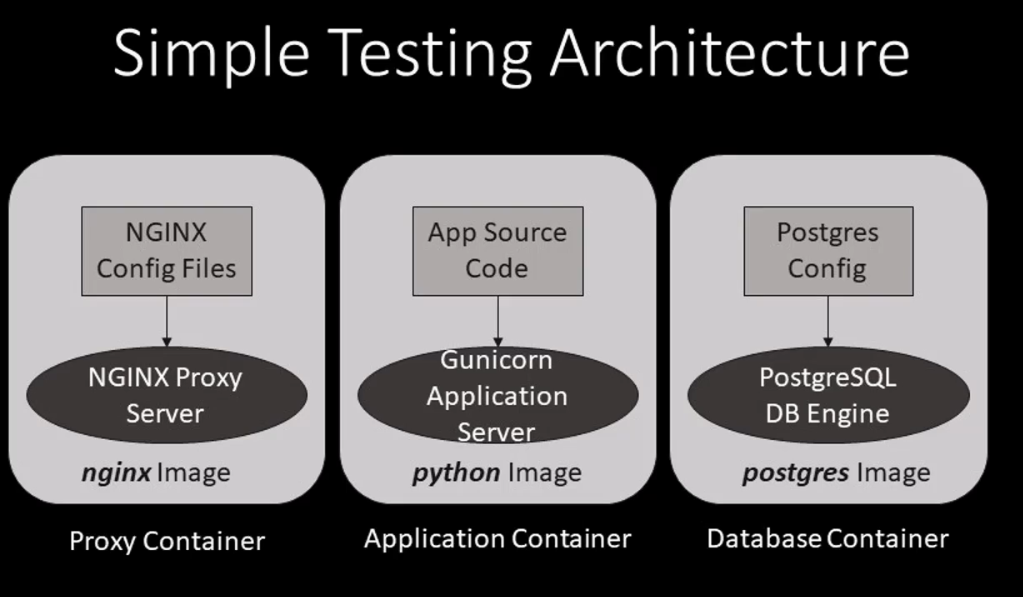 Simple Testing Architecture
NGINX
Config Files
NGINX Proxy
Server
nginx Image
Proxy Container
App Source
Code
Gunicorn
Application
Server
python Image
Application Container
Postgres
Config
PostgreSQL
DB Engine
postgres Image
Database Container